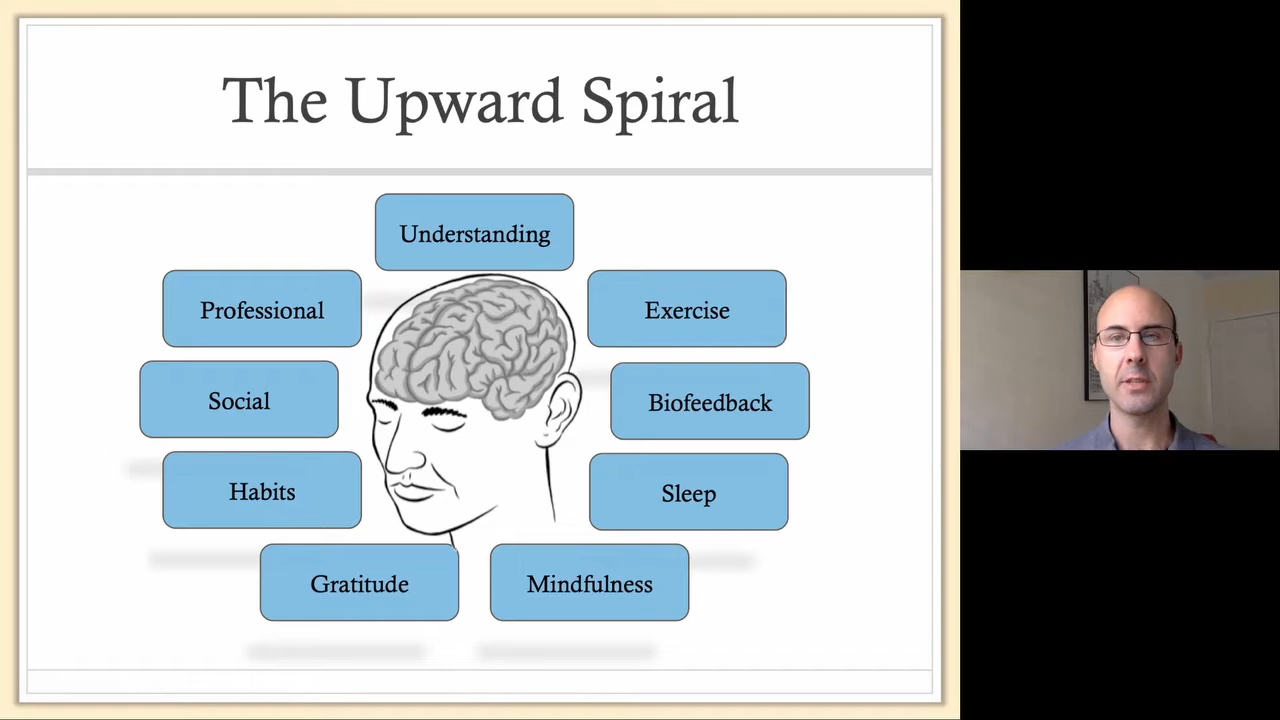 The Upward Spiral
Understanding
Professional
Exercise
Social
Biofeedback
Habits
Sleep
Gratitude
Mindfulness